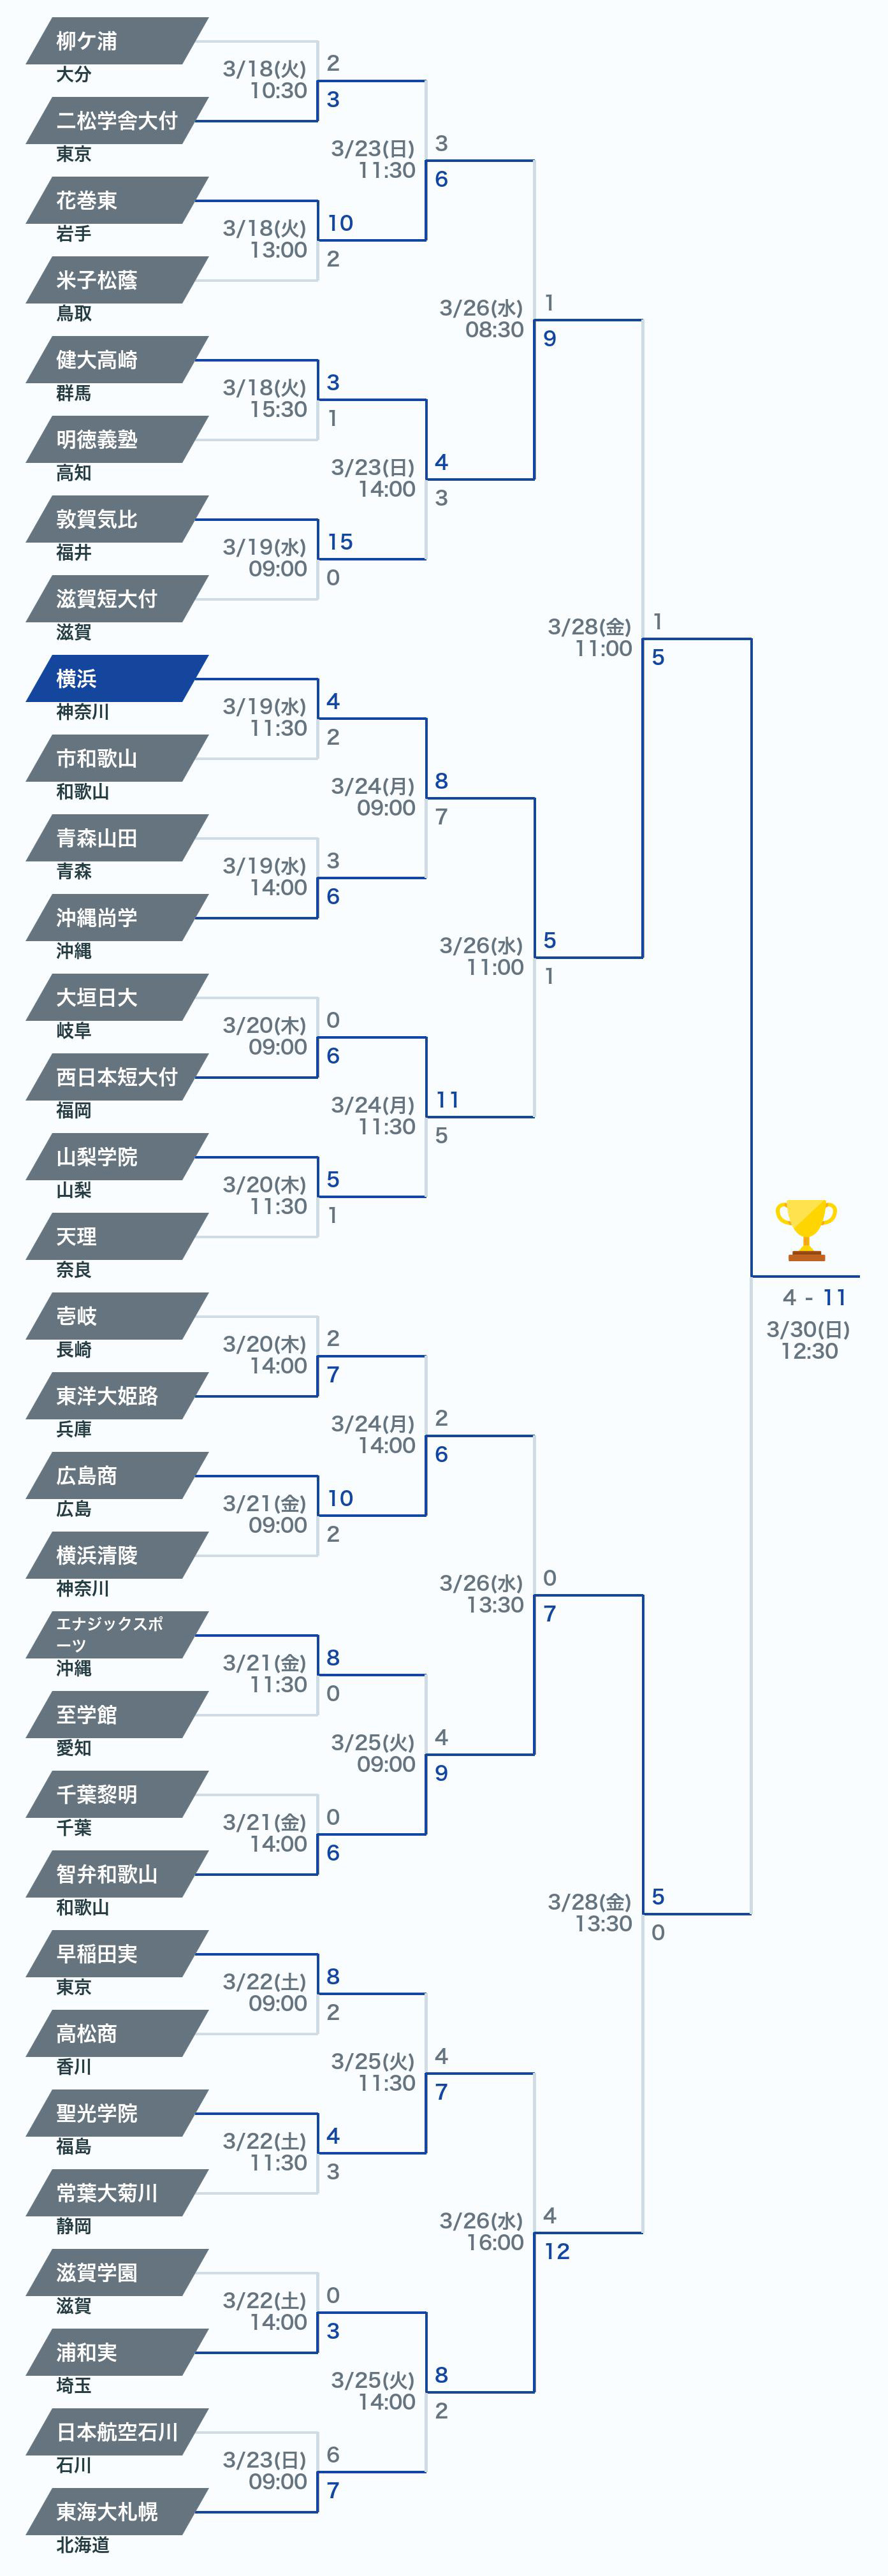 柳ケ浦
大分
3/18(火)
10:30
2
3
二松学舎大付
東京
3/23(日)
11:30
3
6
花巻東
岩手
3/18(火)
13:00
10
2
米子松蔭
鳥取
3/26(水)
08:30
1
9
健大高崎
群馬
3/18(火)
15:30
3
1
明徳義塾
高知
3/23(日)
14:00
4
3
敦賀気比
福井
3/19(水)
09:00
15
0
滋賀短大付
滋賀
3/28(金)
11:00
1
5
横浜
神奈川
3/19(水)
11:30
4
2
市和歌山
和歌山
3/24(月)
09:00
8
7
青森山田
青森
3/19(水)
14:00
3
6
沖縄尚学
沖縄
3/26(水)
11:00
5
1
大垣日大
岐阜
3/20(木)
09:00
0
6
西日本短大付
福岡
3/24(月)
11:30
11
5
山梨学院
山梨
3/20(木)
11:30
5
1
天理
奈良
4 - 11
3/30(日)
12:30
壱岐
長崎
3/20(木)
14:00
2
7
東洋大姫路
兵庫
3/24(月)
14:00
2
6
広島商
広島
3/21(金)
09:00
10
2
横浜清陵
神奈川
3/26(水)
13:30
0
7
エナジックスポ
ーツ
沖縄
3/21(金)
11:30
8
0
至学館
愛知
3/25(火)
09:00
4
9
千葉黎明
千葉
3/21(金)
14:00
0
6
智弁和歌山
和歌山
3/28(金)
13:30
5
0
早稲田実
東京
3/22(土)
09:00
8
2
高松商
香川
3/25(火)
11:30
4
7
聖光学院
福島
3/22(土)
11:30
4
3
常葉大菊川
静岡
3/26(水)
16:00
4
12
滋賀学園
滋賀
3/22(土)
14:00
0
3
浦和実
埼玉
3/25(火)
14:00
8
2
日本航空石川
石川
3/23(日)
09:00
6
7
東海大札幌
北海道